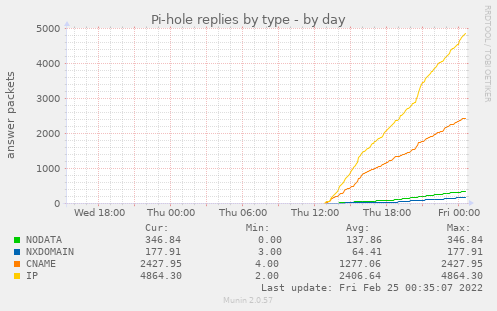 Pi-hole replies by type - by day
RRDTOOL / TOBI OETIKER
answer packets
5000
4000
3000
2000
1000
0
Wed 18:00 Thu 00:00 Thu 06:00 Thu 12:00 Thu 18:00 Fri 00:00
Cur: Min: Avg: Max:
NODATA 346.84 0.00 137.86 346.84
NXDOMAIN 177.91 3.00 64.41 177.91
CNAME 2427.95 4.00 1277.06 2427.95
IP 4864.30 2.00 2406.64 4864.30
Last update: Fri Feb 25 00:35:07 2022
Munin 2.0.57